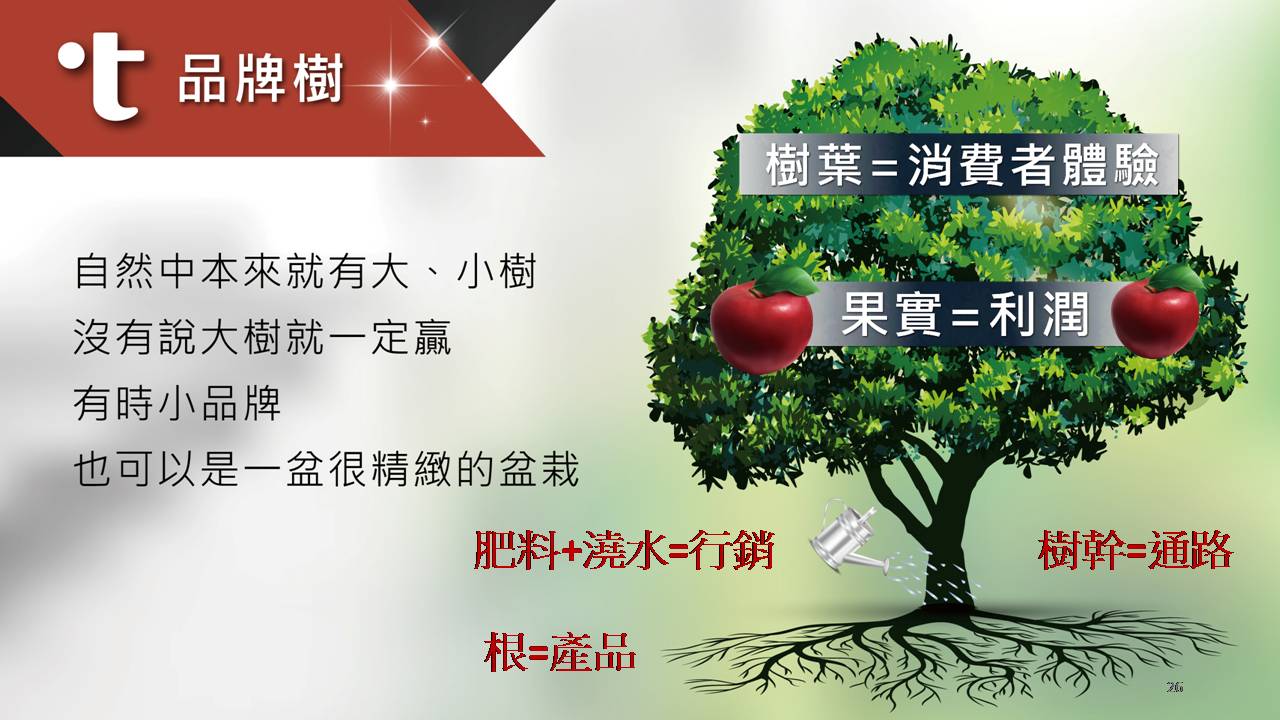 t 品牌樹
樹葉=消費者體驗
自然中本來就有大、小樹
果實=利潤
沒有說大樹就一定贏
有時小品牌
也可以是一盆很精緻的盆栽
肥料+澆水=行銷
樹幹=通路
根=產品
26